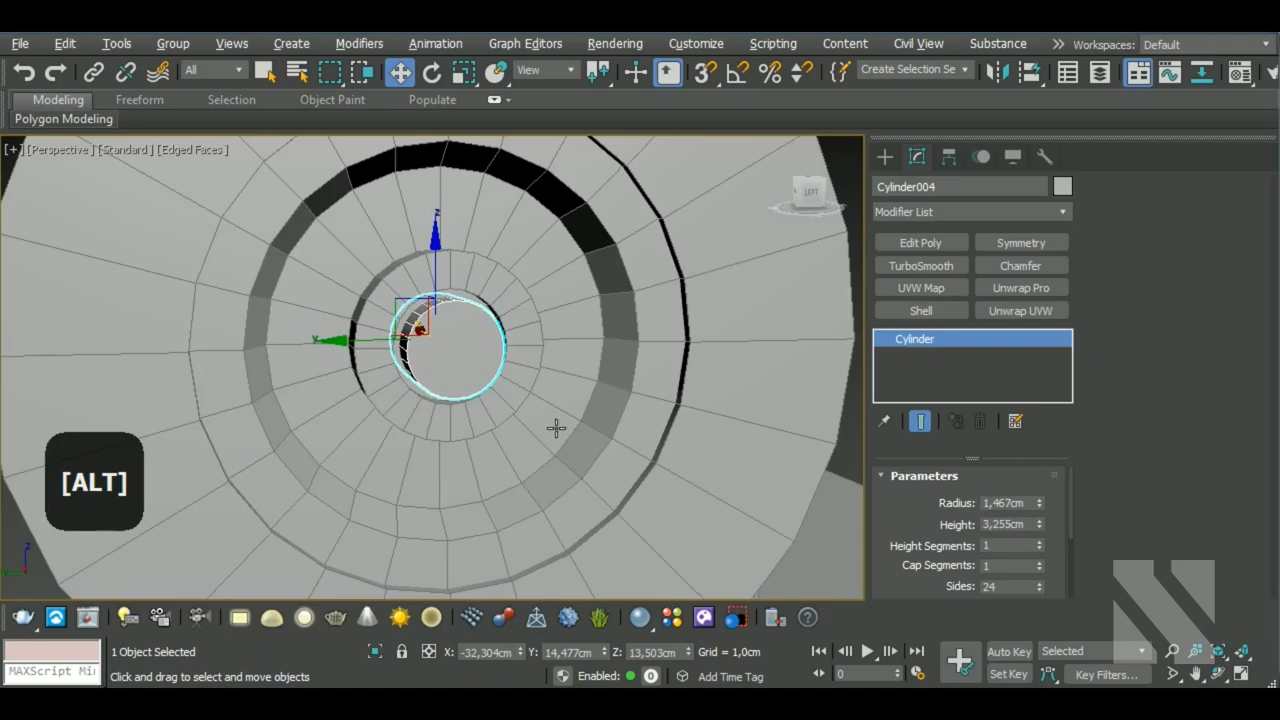 File Edit Tools Group Views Create Modifiers Animation Graph Editors Rendering Customize Scripting Content Civil View Substance Workspaces: Default
All View Create Selection Se
Modeling Freeform Selection Object Paint Populate
Polygon Modeling
[+] [Perspective ] [Standard ] [Edged Faces ]
LEFT
Cylinder004
Modifier List
Edit Poly Symmetry
TurboSmooth Chamfer
UVW Map Unwrap Pro
Shell Unwrap UVW
Cylinder
z
y
[ALT]
Parameters
Radius: 1,467cm
Height: 3,255cm
Height Segments: 1
Cap Segments: 1
Sides: 24
z
1 Object Selected X: -32,304cm Y: 14,477cm Z: 13,503cm Grid = 1,0cm Auto Key Selected
MAXScript Mi
Click and drag to select and move objects Enabled: 0 Add Time Tag 0 Set Key Key Filters...